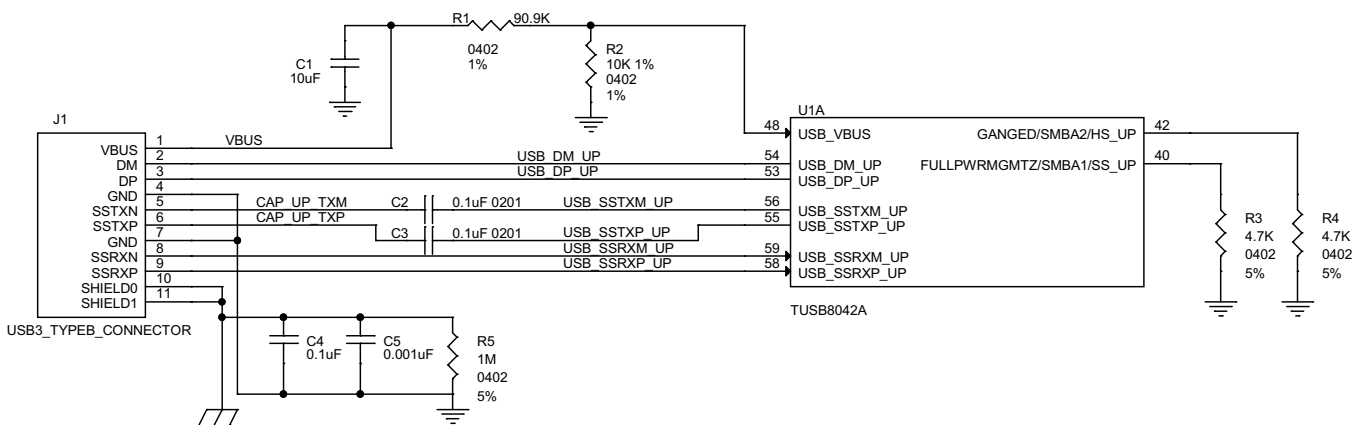 R1 90.9K
0402
1%
C1
10uF
R2
10K 1%
0402
1%
J1
U1A
VBUS 1 VBUS
DM 2 USB_DM_UP
DP 3 USB_DP_UP
GND 4
SSTXN 5 CAP_UP_TXM C2 0.1uF 0201 USB_SSTXM_UP
SSTXP 6 CAP_UP_TXP
GND 7 C3 0.1uF 0201 USB_SSTXP_UP
SSRXN 8 USB_SSRXM_UP
SSRXP 9 USB_SSRXP_UP
SHIELD0 10
SHIELD1 11
USB3_TYPEB_CONNECTOR
48 USB_VBUS GANGED/SMBA2/HS_UP 42
54 USB_DM_UP FULLPWRMGMTZ/SMBA1/SS_UP 40
53 USB_DP_UP
56 USB_SSTXM_UP
55 USB_SSTXP_UP
59 USB_SSRXM_UP
58 USB_SSRXP_UP
TUSB8042A
R3
4.7K
0402
5%
R4
4.7K
0402
5%
C4
0.1uF
C5
0.001uF
R5
1M
0402
5%